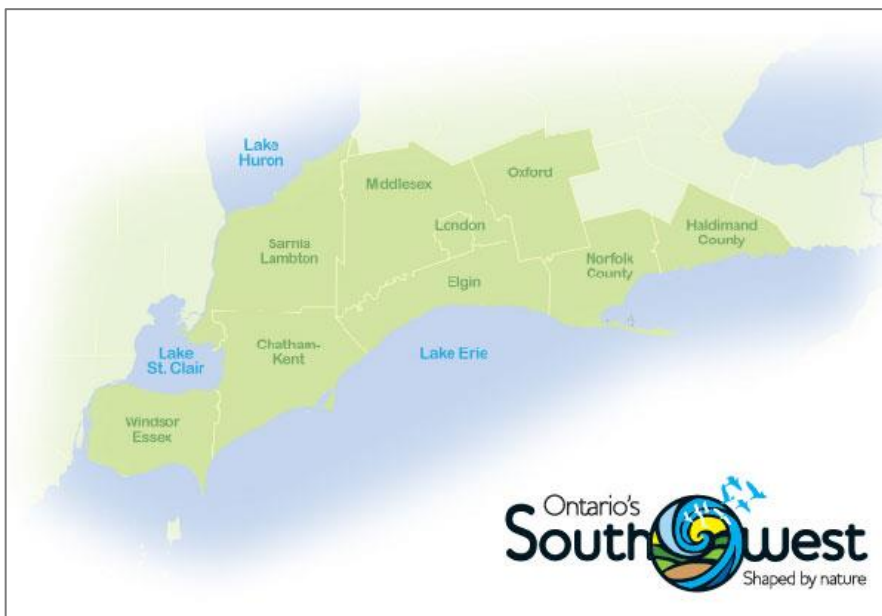 Lake
Huron
Middlesex
Oxford
London
Haldimand
County
Sarnia
Lambton
Norfolk
County
Elgin
Chatham-
Kent
Lake Erie
Lake
St. Clair
Windsor
Essex
Ontario's
Southwest
Shaped by nature